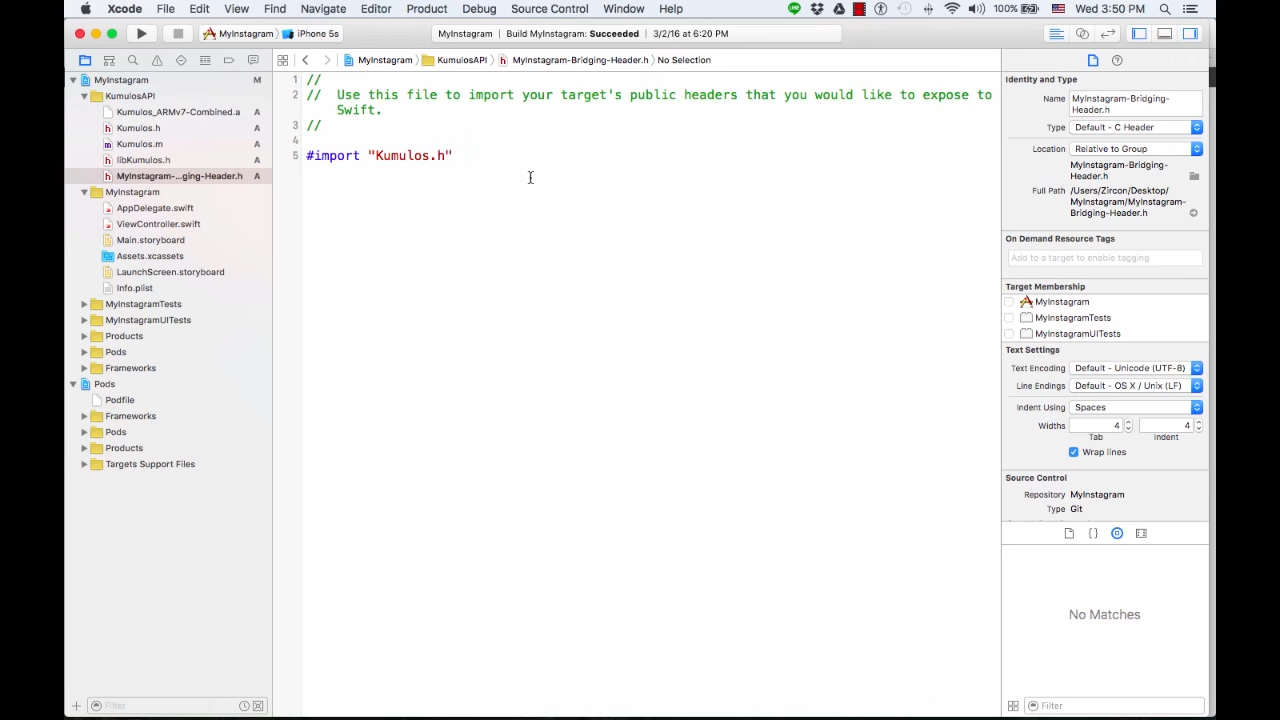 Xcode File Edit View Find Navigate Editor Product Debug Source Control Window Help 100% Wed 3:50 PM
MyInstagram iPhone 5s MyInstagram Build MyInstagram: Succeeded 3/2/16 at 6:20 PM
MyInstagram KumulosAPI MyInstagram-Bridging-Header.h No Selection
MyInstagram M
KumulosAPI
Kumulos_ARMv7-Combined.a A
Kumulos.h A
Kumulos.m A
libKumulos.h A
MyInstagram-...ging-Header.h A
MyInstagram
AppDelegate.swift
ViewController.swift
Main.storyboard
Assets.xcassets
LaunchScreen.storyboard
Info.plist
MyInstagramTests
MyInstagramUITests
Products
Pods
Frameworks
Pods
Podfile
Frameworks
Pods
Products
Targets Support Files
Filter
1 //
2 // Use this file to import your target's public headers that you would like to expose to
Swift.
3 //
4
5 #import "Kumulos.h"
Identity and Type
Name MyInstagram-Bridging-
Header.h
Type Default - C Header
Location Relative to Group
MyInstagram-Bridging-
Header.h
Full Path /Users/Zircon/Desktop/
MyInstagram/MyInstagram-
Bridging-Header.h
On Demand Resource Tags
Add to a target to enable tagging
Target Membership
MyInstagram
MyInstagramTests
MyInstagramUITests
Text Settings
Text Encoding Default - Unicode (UTF-8)
Line Endings Default - OS X / Unix (LF)
Indent Using Spaces
Widths 4 4
Tab Indent
Wrap lines
Source Control
Repository MyInstagram
Type Git
No Matches
Filter